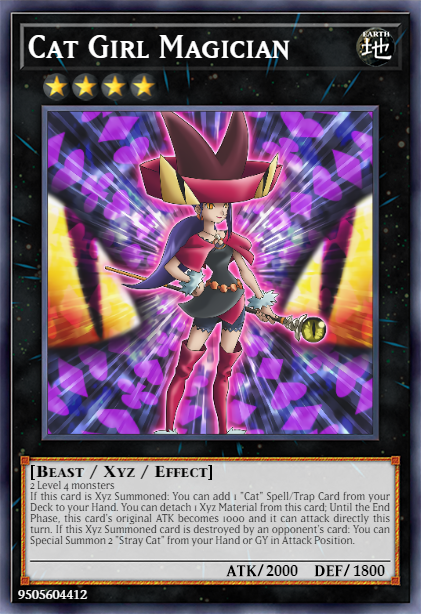 Cat Girl Magician
EARTH
地
[Beast / Xyz / Effect]
2 Level 4 monsters
If this card is Xyz Summoned: You can add 1 "Cat" Spell/Trap Card from your
Deck to your Hand. You can detach 1 Xyz Material from this card; Until the End
Phase, this card's original ATK becomes 1000 and it can attack directly this
turn. If this Xyz Summoned card is destroyed by an opponent's card: You can
Special Summon 2 "Stray Cat" from your Hand or GY in Attack Position.
ATK/2000 DEF/1800
9505604412